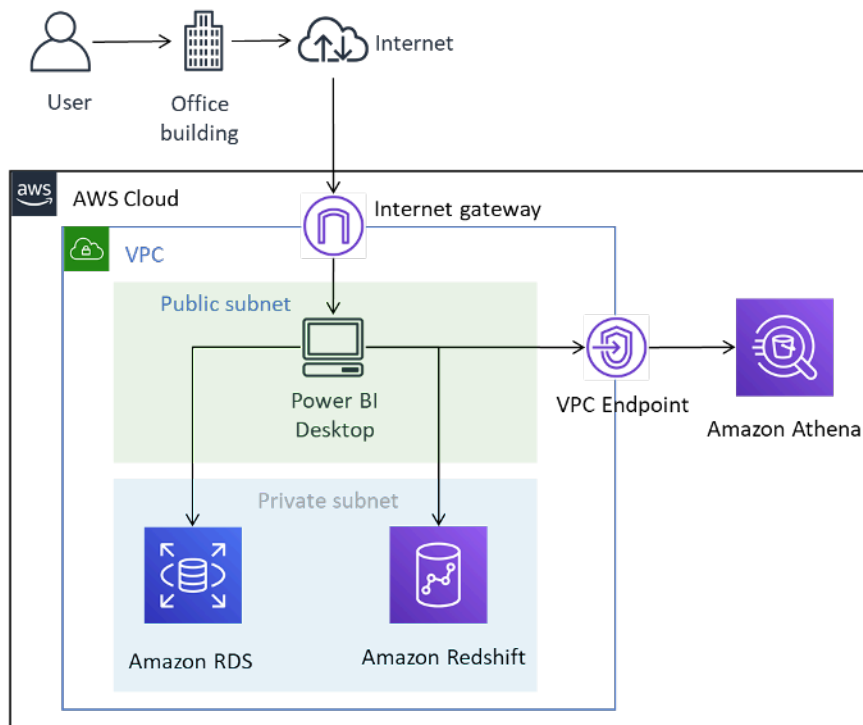 User
Office
building
Internet
aws
AWS Cloud
Internet gateway
VPC
Public subnet
Power BI
Desktop
VPC Endpoint
Amazon Athena
Private subnet
Amazon RDS
Amazon Redshift